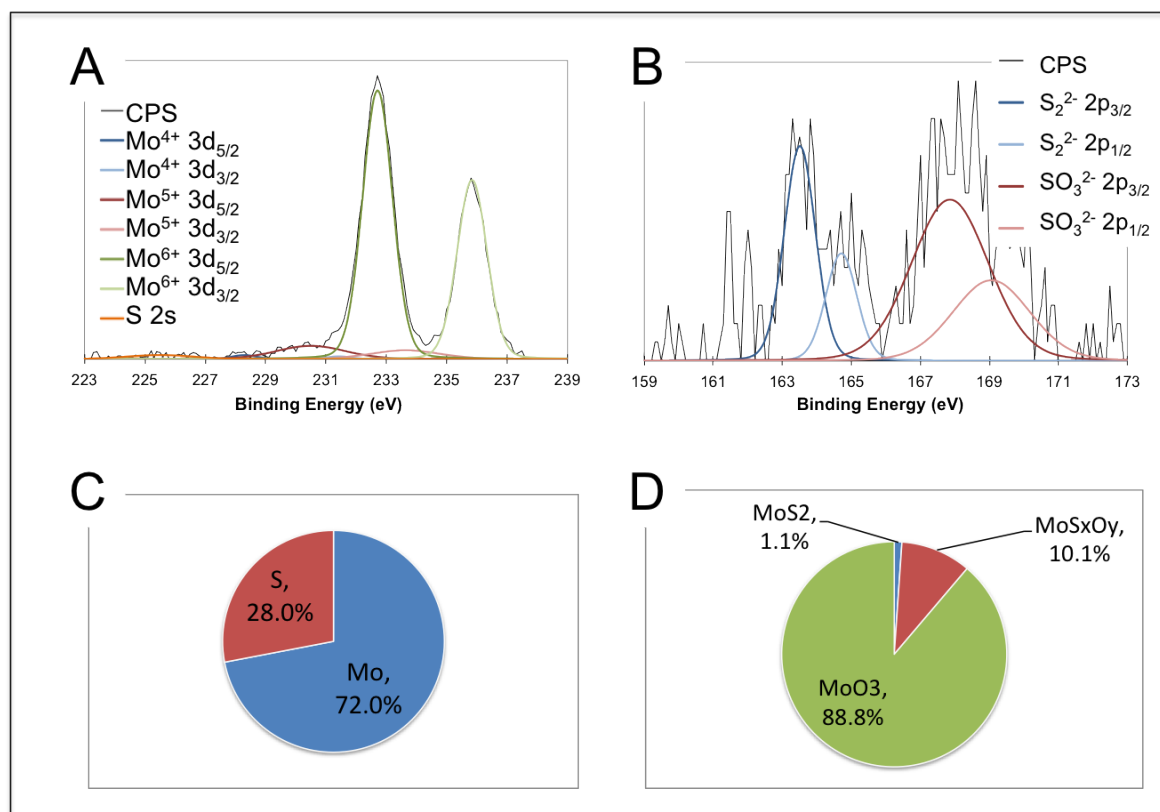 A
CPS
Mo⁴⁺ 3d₅/₂
Mo⁴⁺ 3d₃/₂
Mo⁵⁺ 3d₅/₂
Mo⁵⁺ 3d₃/₂
Mo⁶⁺ 3d₅/₂
Mo⁶⁺ 3d₃/₂
S 2s
223 225 227 229 231 233 235 237 239
Binding Energy (eV)
B
CPS
S₂²⁻ 2p₃/₂
S₂²⁻ 2p₁/₂
SO₃²⁻ 2p₃/₂
SO₃²⁻ 2p₁/₂
159 161 163 165 167 169 171 173
Binding Energy (eV)
C
S,
28.0%
Mo,
72.0%
D
MoS2,
1.1%
MoSxOy,
10.1%
MoO3,
88.8%